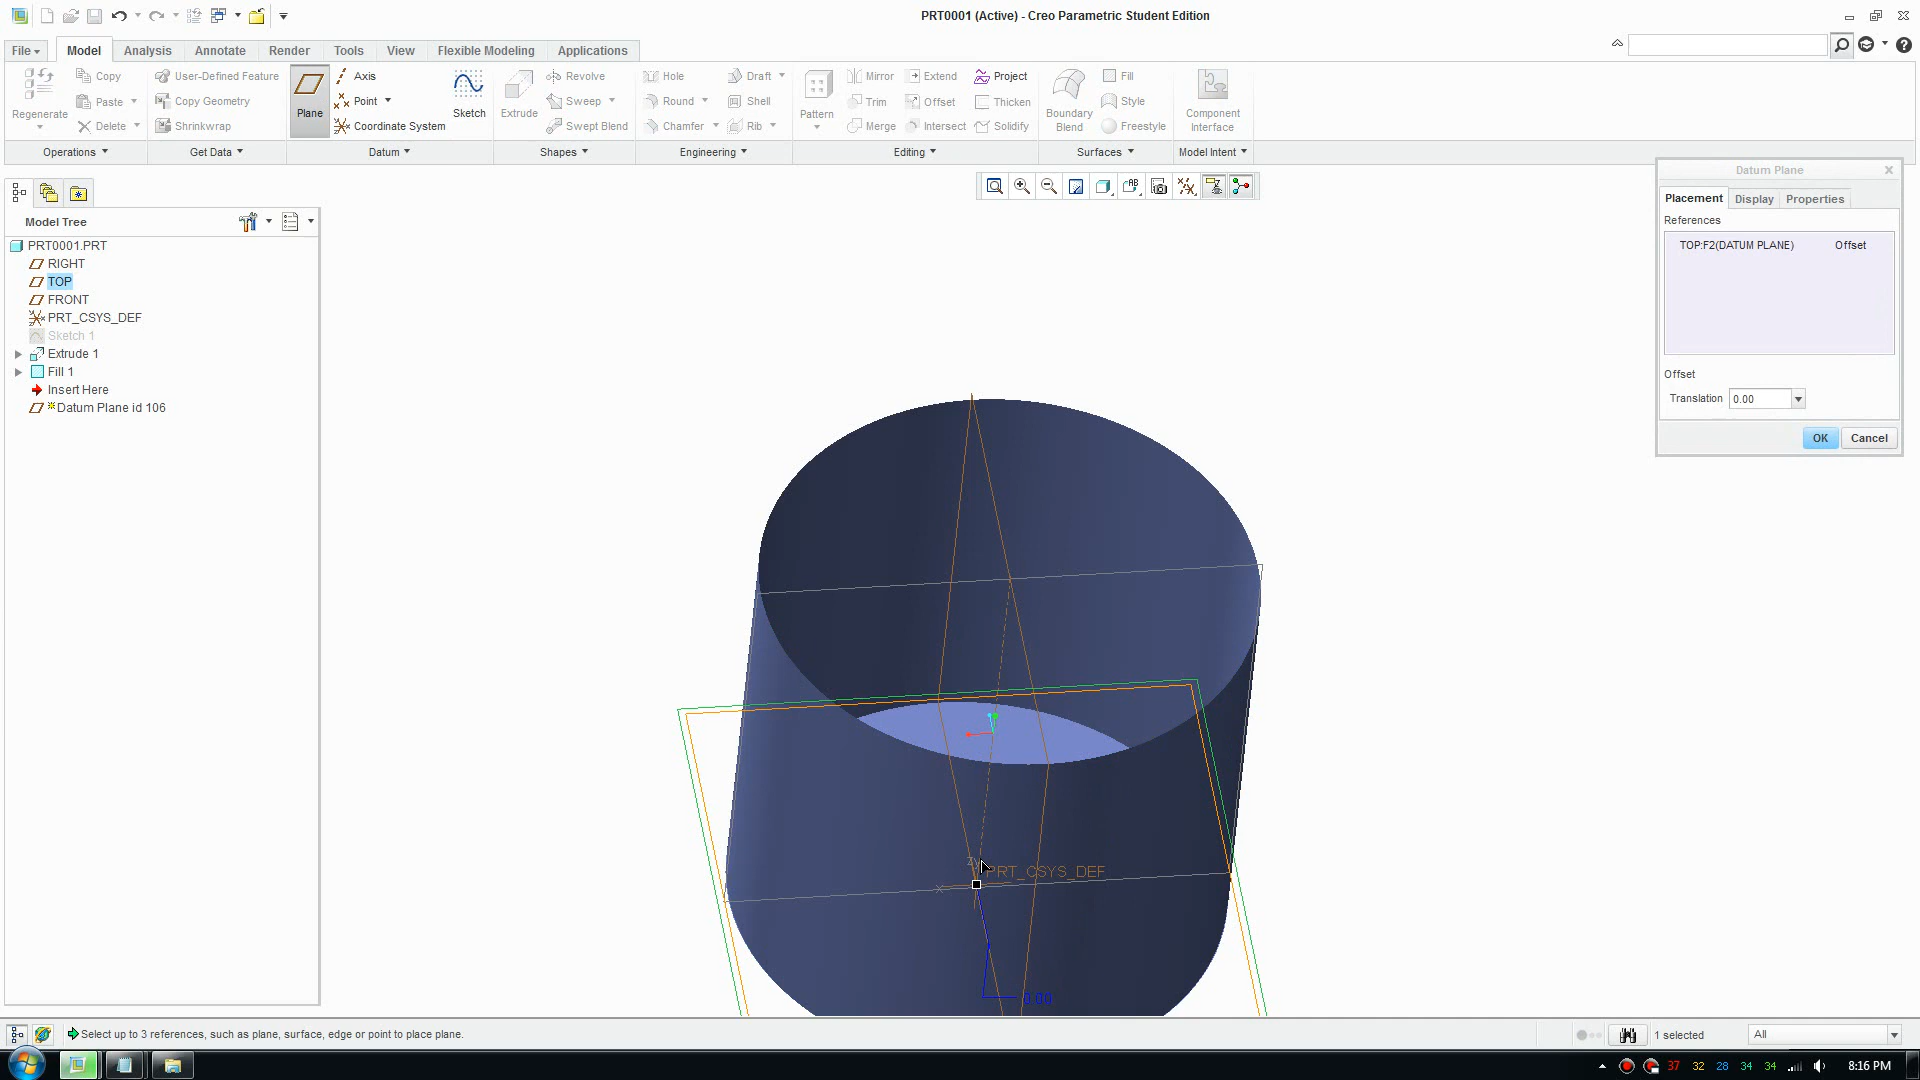 PRT0001 (Active) - Creo Parametric Student Edition
File Model Analysis Annotate Render Tools View Flexible Modeling Applications
Regenerate
Copy
Paste
Delete
User-Defined Feature
Copy Geometry
Shrinkwrap
Plane
Axis
Point
Coordinate System
Sketch
Extrude
Revolve
Sweep
Swept Blend
Hole
Round
Chamfer
Draft
Shell
Rib
Pattern
Mirror
Trim
Merge
Extend
Offset
Intersect
Project
Thicken
Solidify
Boundary
Blend
Fill
Style
Freestyle
Component
Interface
Operations Get Data Datum Shapes Engineering Editing Surfaces Model Intent
Model Tree
PRT0001.PRT
RIGHT
TOP
FRONT
PRT_CSYS_DEF
Sketch 1
Extrude 1
Fill 1
Insert Here
Datum Plane id 106
Datum Plane
Placement Display Properties
References
TOP:F2(DATUM PLANE) Offset
Offset
Translation 0.00
OK Cancel
PRT_CSYS_DEF
X
0.00
Select up to 3 references, such as plane, surface, edge or point to place plane.
1 selected
All
37 32 28 34 34 8:16 PM